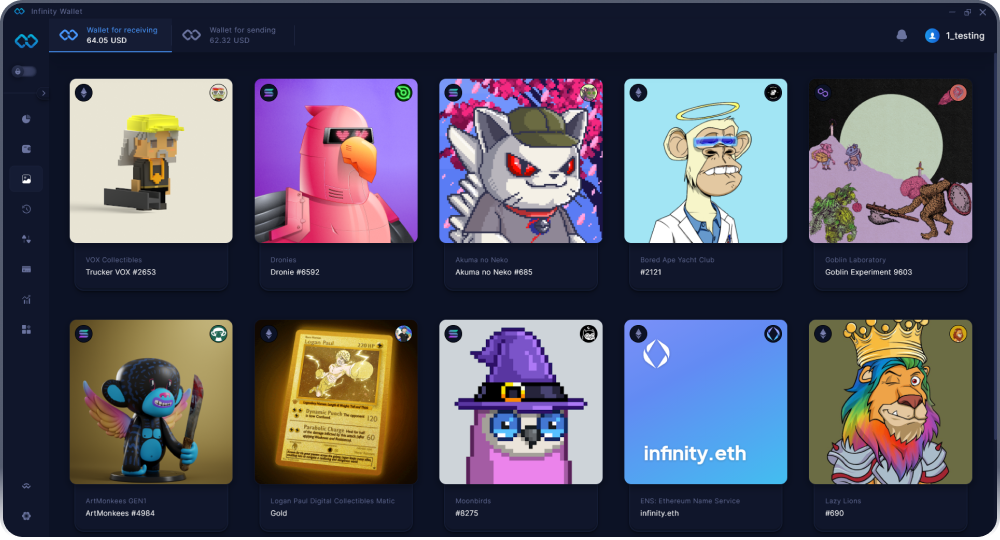 Infinity Wallet
Wallet for receiving
64.05 USD
Wallet for sending
62.32 USD
1_testing
VOX Collectibles
Trucker VOX #2653
Dronies
Dronie #6592
Akuma no Neko
Akuma no Neko #685
Bored Ape Yacht Club
#2121
Goblin Laboratory
Goblin Experiment 9603
Logan Paul
Dynamic Punch
120
Parabolic Charge
60
infinity.eth
ArtMonkees GEN1
ArtMonkees #4984
Logan Paul Digital Collectibles Matic
Gold
Moonbirds
#8275
ENS: Ethereum Name Service
infinity.eth
Lazy Lions
#690